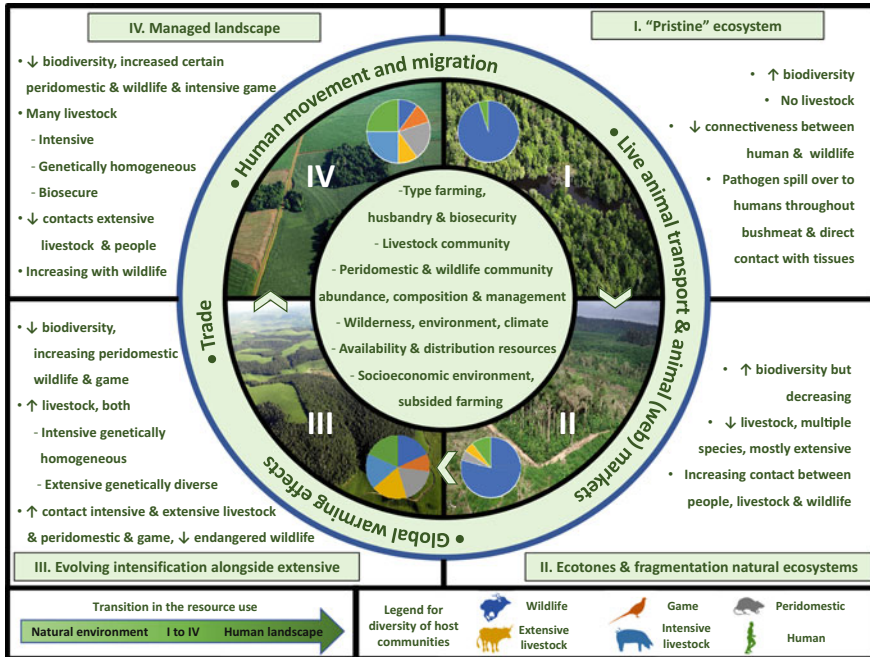 IV. Managed landscape
• ↓ biodiversity, increased certain
peridomestic & wildlife & intensive game
• Many livestock
- Intensive
- Genetically homogeneous
- Biosecure
• ↓ contacts extensive
livestock & people
• Increasing with wildlife
I. “Pristine” ecosystem
• ↑ biodiversity
• No livestock
• ↓ connectiveness between
human & wildlife
• Pathogen spill over to
humans throughout
bushmeat & direct
contact with tissues
• Human movement and migration
• Live animal transport & animal (web) markets
• Global warming effects
• Trade
IV
I
II
III
-Type farming,
husbandry & biosecurity
- Livestock community
- Peridomestic & wildlife community
abundance, composition & management
- Wilderness, environment, climate
- Availability & distribution resources
- Socioeconomic environment,
subsided farming
• ↓ biodiversity,
increasing peridomestic
wildlife & game
• ↑ livestock, both
- Intensive genetically
homogeneous
- Extensive genetically diverse
• ↑ contact intensive & extensive livestock
& peridomestic & game, ↓ endangered wildlife
III. Evolving intensification alongside extensive
• ↑ biodiversity but
decreasing
• ↓ livestock, multiple
species, mostly extensive
• Increasing contact between
people, livestock & wildlife
II. Ecotones & fragmentation natural ecosystems
Transition in the resource use
Natural environment I to IV Human landscape
Legend for
diversity of host
communities
Wildlife
Game
Peridomestic
Extensive
livestock
Intensive
livestock
Human